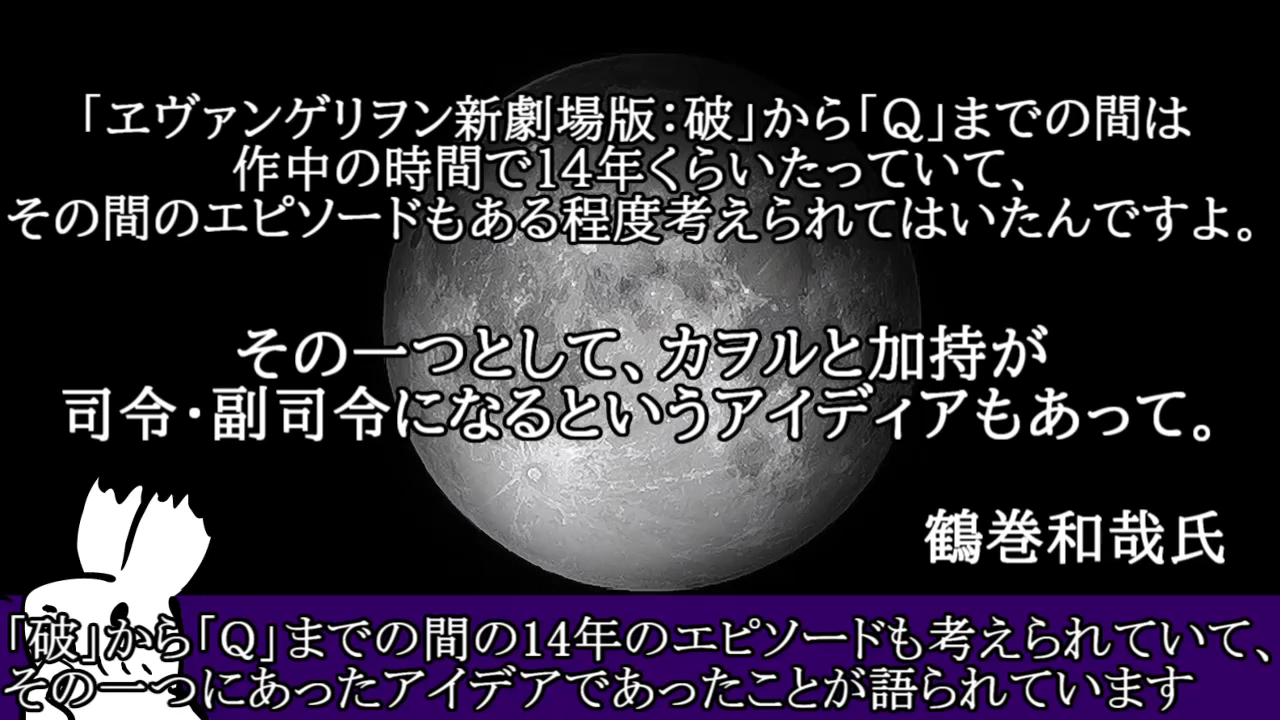 「ヱヴァンゲリヲン新劇場版：破」から「Ｑ」までの間は
作中の時間で14年くらいたっていて、
その間のエピソードもある程度考えられてはいたんですよ。
その一つとして、カヲルと加持が
司令・副司令になるというアイディアもあって。
鶴巻和哉氏
「破」から「Ｑ」までの間の14年のエピソードも考えられていて、
その一つにあったアイデアであったことが語られています